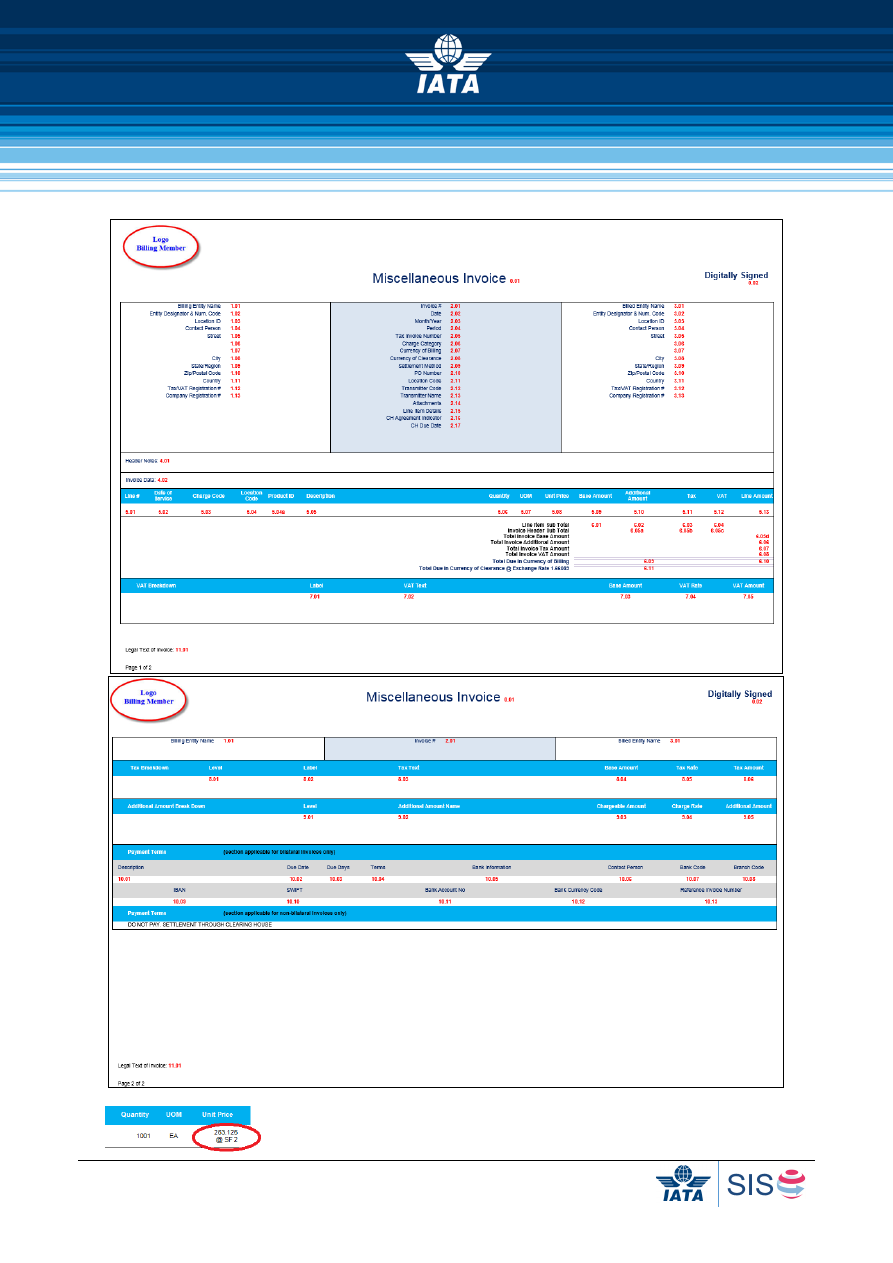 IATA
Logo
Billing Member
Miscellaneous Invoice 0.01
Digitally Signed
0.02
Billing Entity Name 1.01
Entity Designator & Num. Code 1.02
Location ID 1.03
Contact Person 1.04
Street 1.05
1.06
1.07
City 1.08
State/Region 1.09
Zip/Postal Code 1.10
Country 1.11
Tax/VAT Registration # 1.12
Company Registration # 1.13
Invoice # 2.01
Date 2.02
Month/Year 2.03
Period 2.04
Tax Invoice Number 2.05
Charge Category 2.06
Currency of Billing 2.07
Currency of Clearance 2.08
Settlement Method 2.09
PO Number 2.10
Location Code 2.11
Transmitter Code 2.12
Transmitter Name 2.13
Attachments 2.14
Line Item Details 2.15
CH Agreement Indicator 2.16
CH Due Date 2.17
Billed Entity Name 3.01
Entity Designator & Num. Code 3.02
Location ID 3.03
Contact Person 3.04
Street 3.05
3.06
3.07
City 3.08
State/Region 3.09
Zip/Postal Code 3.10
Country 3.11
Tax/VAT Registration # 3.12
Company Registration # 3.13
Header Notes: 4.01
Invoice Data: 4.02
Line # Date of Service Charge Code Location Code Product ID Description Quantity UOM Unit Price Base Amount Additional Amount Tax VAT Line Amount
5.01 5.02 5.03 5.04 5.04a 5.05 5.06 5.07 5.08 5.09 5.10 5.11 5.12 5.13
Line Item Sub Total 6.01 6.02 6.03 6.04
Invoice Header Sub Total 6.05a 6.05b 6.05c
Total Invoice Base Amount 6.05d
Total Invoice Additional Amount 6.06
Total Invoice Tax Amount 6.07
Total Invoice VAT Amount 6.08
Total Due in Currency of Billing 6.10
Total Due in Currency of Clearance @ Exchange Rate 6.11
VAT Breakdown Label VAT Text Base Amount VAT Rate VAT Amount
7.01 7.02 7.03 7.04 7.05
Legal Text of Invoice: 11.01
Page 1 of 2
Logo
Billing Member
Miscellaneous Invoice 0.01
Digitally Signed
0.02
Billing Entity Name 1.01 Invoice # 2.01 Billed Entity Name 3.01
Tax Breakdown Level Label Tax Text Base Amount Tax Rate Tax Amount
8.01 8.02 8.03 8.04 8.05 8.06
Additional Amount Break Down Level Additional Amount Name Chargeable Amount Charge Rate Additional Amount
9.01 9.02 9.03 9.04 9.05
Payment Terms (section applicable for bilateral invoices only)
Description Due Date Due Days Terms Bank Information Contact Person Bank Code Branch Code
10.01 10.02 10.03 10.04 10.05 10.06 10.07 10.08
IBAN SWIFT Bank Account No Bank Currency Code Reference Invoice Number
10.09 10.10 10.11 10.12 10.13
Payment Terms (section applicable for non-bilateral invoices only)
DO NOT PAY. SETTLEMENT THROUGH CLEARING HOUSE
Legal Text of Invoice: 11.01
Page 2 of 2
Quantity UOM Unit Price
1001 EA 263.126
@ SF 2
IATA SIS